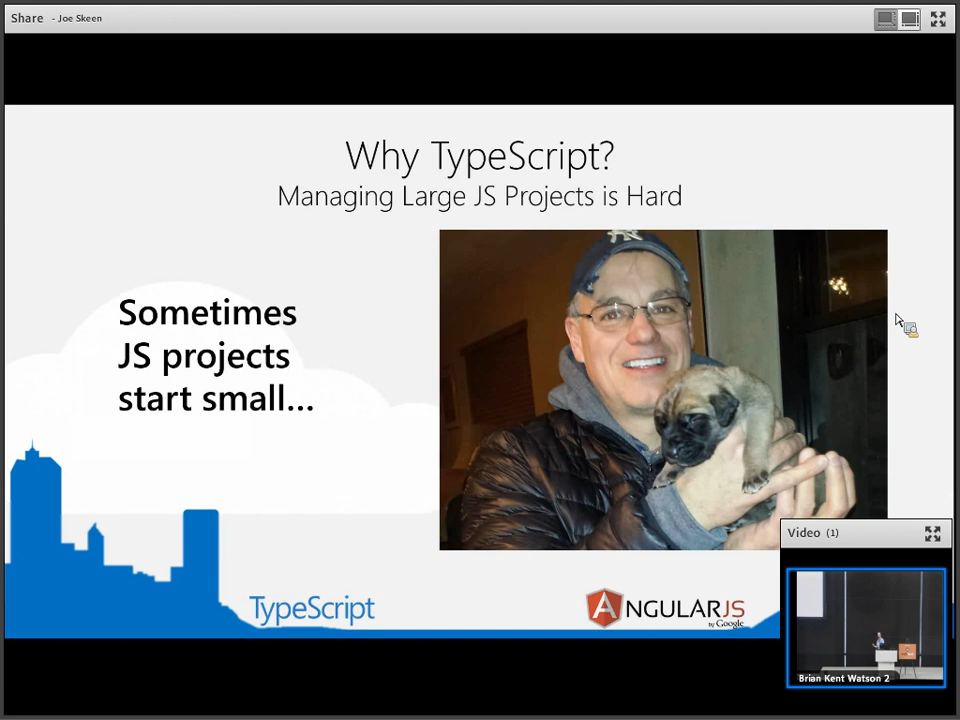 Share - Joe Skeen
Why TypeScript?
Managing Large JS Projects is Hard
Sometimes
JS projects
start small...
TypeScript
ANGULARJS
by Google
Video (1)
Brian Kent Watson 2